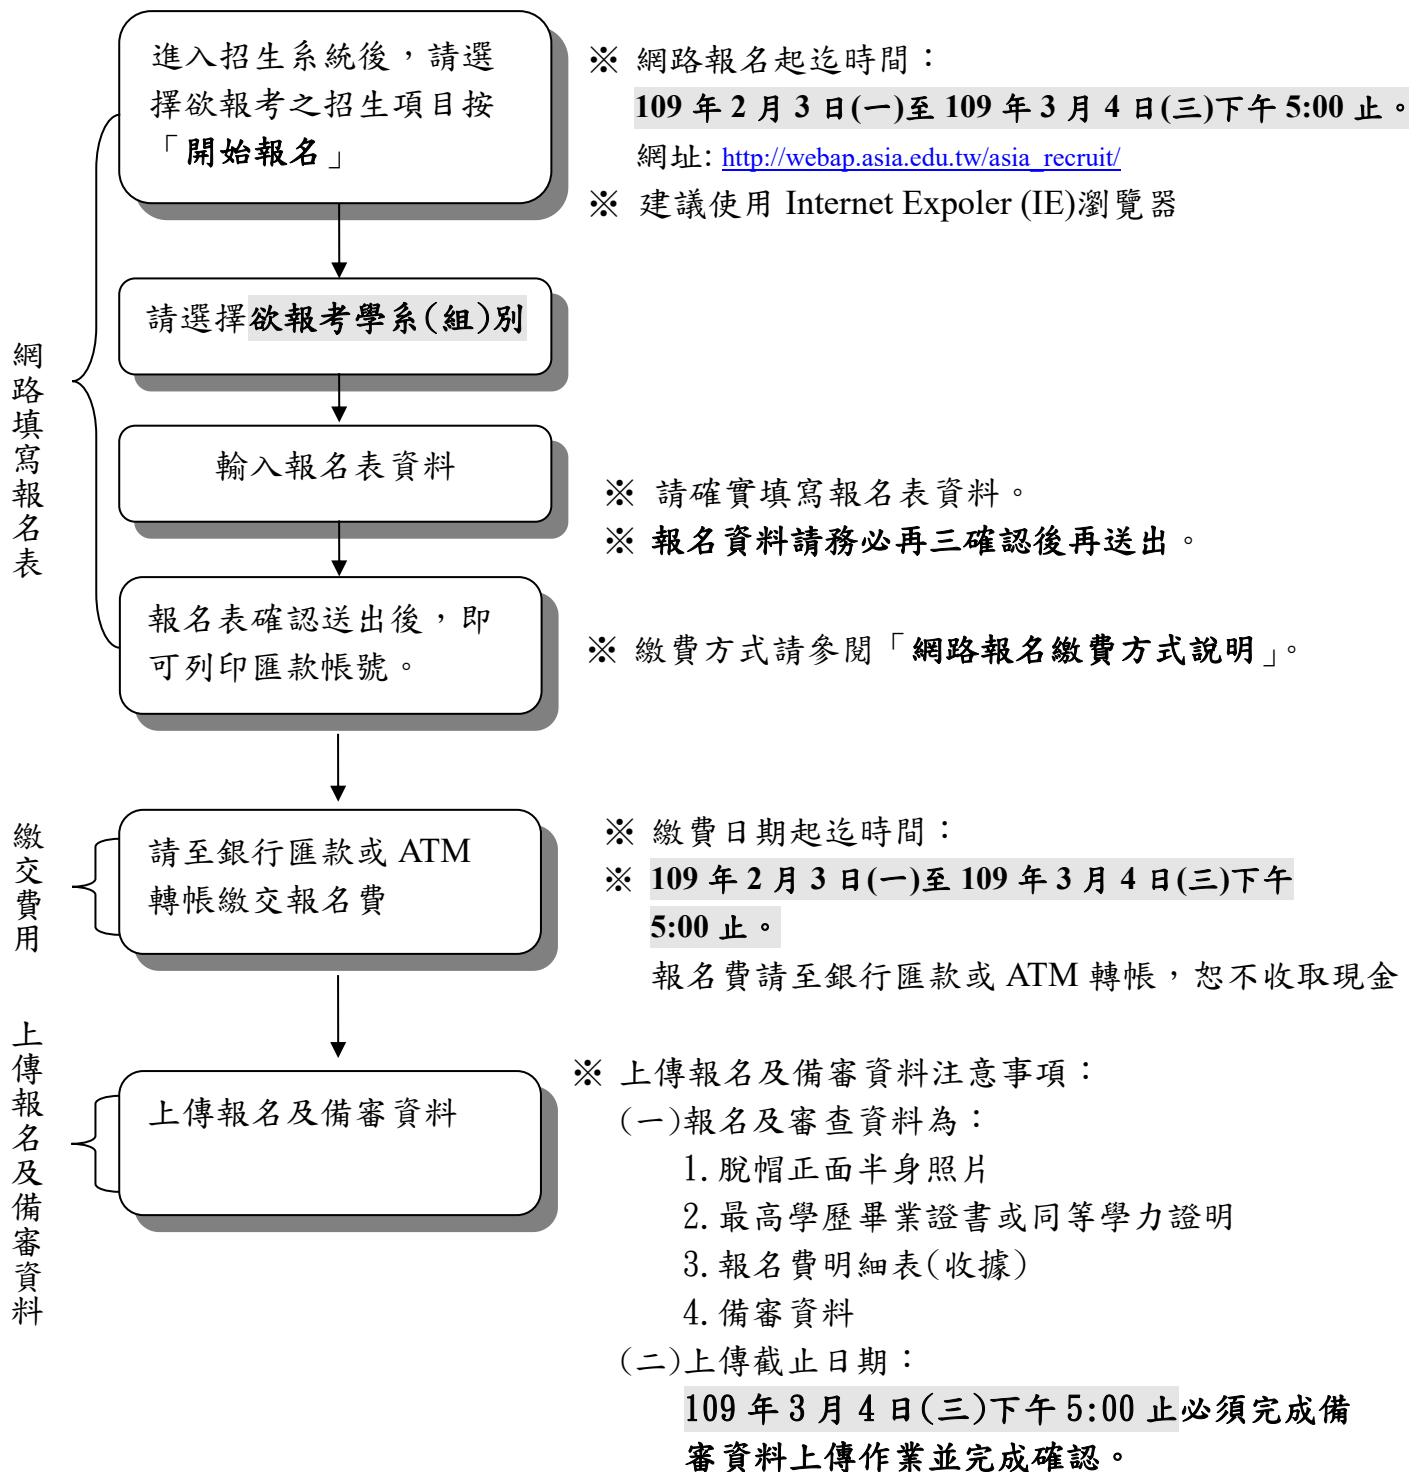 網路填寫報名表
進入招生系統後，請選
擇欲報考之招生項目按
「開始報名」
※ 網路報名起迄時間：
109 年 2 月 3 日(一)至 109 年 3 月 4 日(三)下午 5:00 止。
網址: http://webap.asia.edu.tw/asia_recruit/
※ 建議使用 Internet Expoler (IE)瀏覽器
請選擇欲報考學系(組)別
輸入報名表資料
※ 請確實填寫報名表資料。
※ 報名資料請務必再三確認後再送出。
報名表確認送出後，即
可列印匯款帳號。
※ 繳費方式請參閱「網路報名繳費方式說明」。
繳交費用
請至銀行匯款或 ATM
轉帳繳交報名費
※ 繳費日期起迄時間：
※ 109 年 2 月 3 日(一)至 109 年 3 月 4 日(三)下午
5:00 止。
報名費請至銀行匯款或 ATM 轉帳，恕不收取現金
上傳報名及備審資料
上傳報名及備審資料
※ 上傳報名及備審資料注意事項：
(一)報名及審查資料為：
1.脫帽正面半身照片
2.最高學歷畢業證書或同等學力證明
3.報名費明細表(收據)
4.備審資料
(二)上傳截止日期：
109 年 3 月 4 日(三)下午 5:00 止必須完成備
審資料上傳作業並完成確認。